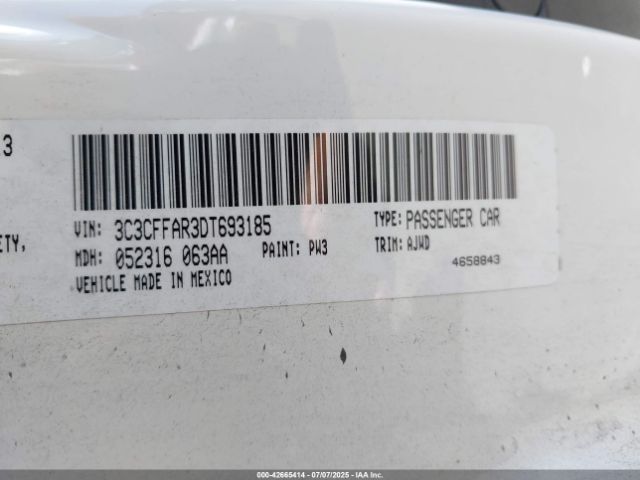 .3
VIN: 3C3CFFAR3DT693185 TYPE: PASSENGER CAR
ETY,
MDH: 052316 063AA PAINT: PW3 TRIM: AJWD
VEHICLE MADE IN MEXICO 4658843
000-42665414 | 07/07/2025 - IAA Inc.